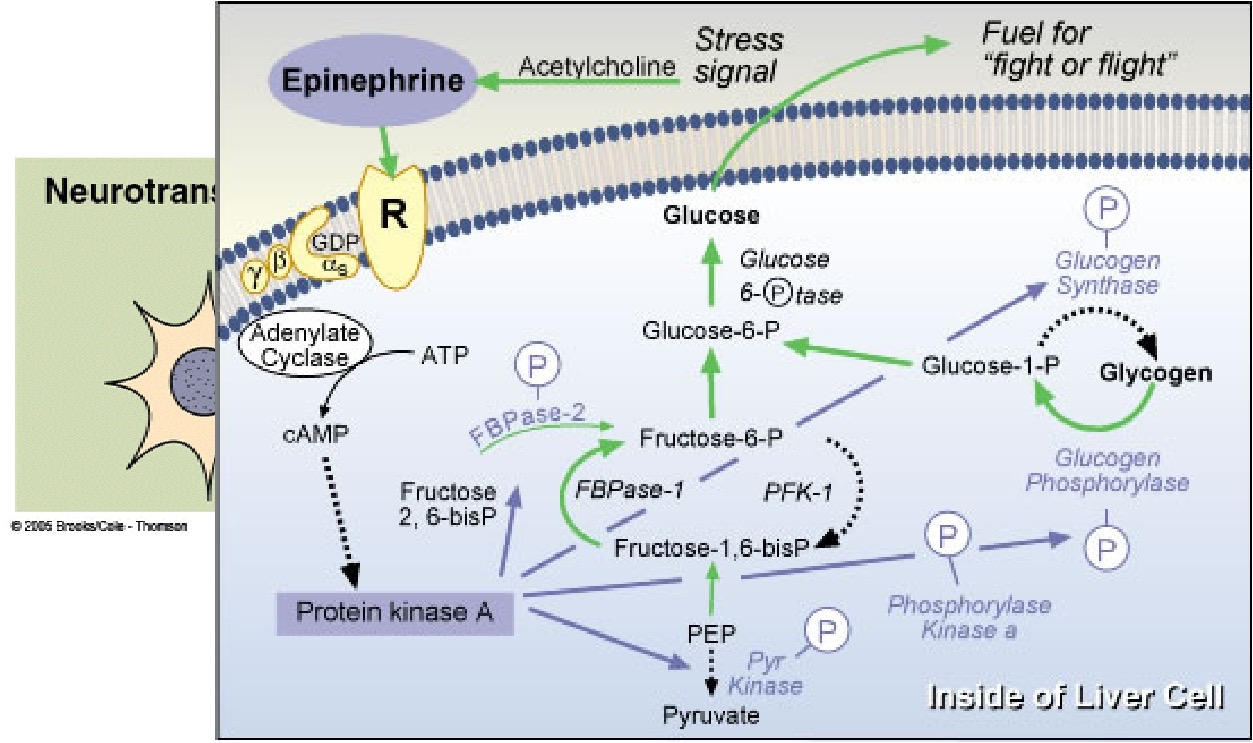 Stress
signal
Fuel for
“fight or flight”
Acetylcholine
Epinephrine
Neurotrans
R
GDP
αs
β
γ
Glucose
P
Glucogen
Synthase
Glucose
6-P tase
Adenylate
Cyclase
ATP
Glucose-6-P
Glucose-1-P
Glycogen
P
FBPase-2
cAMP
Fructose-6-P
Glucogen
Phosphorylase
Fructose
2, 6-bisP
FBPase-1
PFK-1
© 2005 Brooks/Cole - Thomson
Fructose-1,6-bisP
P
P
Protein kinase A
Phosphorylase
Kinase a
PEP
P
Pyr
Kinase
Pyruvate
Inside of Liver Cell